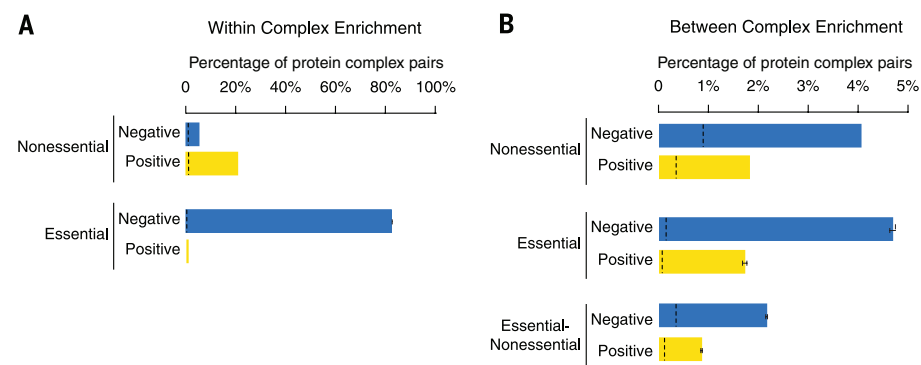 A
Within Complex Enrichment
Percentage of protein complex pairs
0 20% 40% 60% 80% 100%
Nonessential
Negative
Positive
Essential
Negative
Positive
B
Between Complex Enrichment
Percentage of protein complex pairs
0 1% 2% 3% 4% 5%
Nonessential
Negative
Positive
Essential
Negative
Positive
Essential-
Nonessential
Negative
Positive